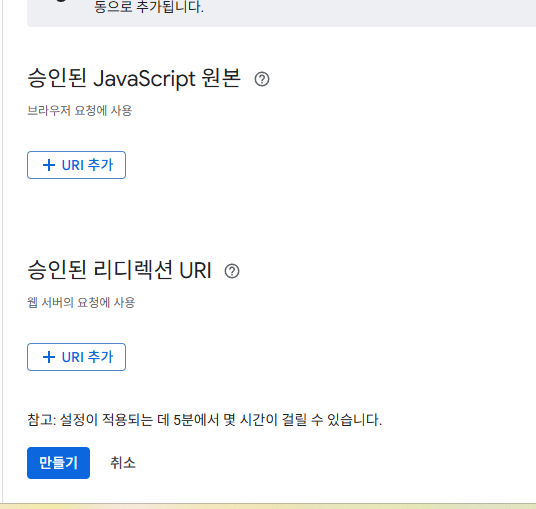 동으로 추가됩니다.
승인된 JavaScript 원본
브라우저 요청에 사용
+ URI 추가
승인된 리디렉션 URI
웹 서버의 요청에 사용
+ URI 추가
참고: 설정이 적용되는 데 5분에서 몇 시간이 걸릴 수 있습니다.
만들기 취소